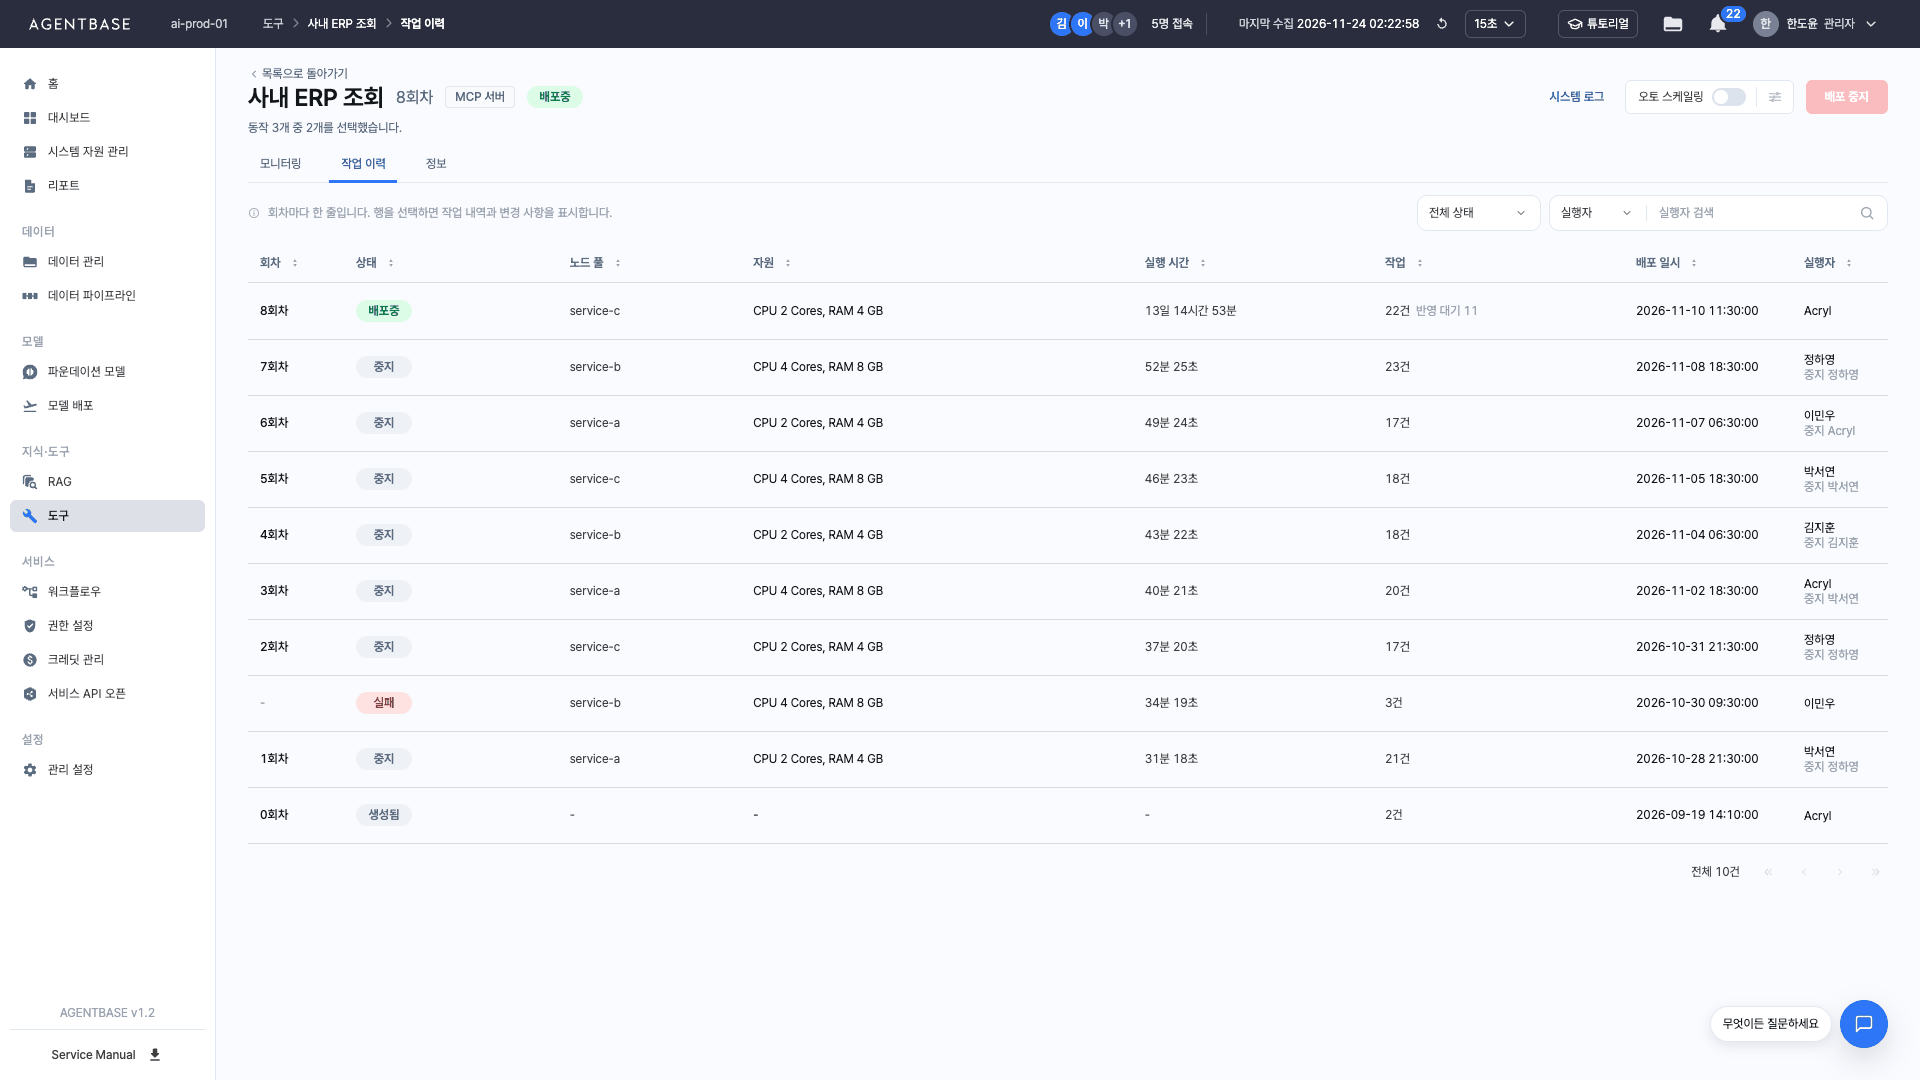 AGENTBASE
ai-prod-01
도구 > 사내 ERP 조회 > 작업 이력
김 이 박 +1 5명 접속
마지막 수집 2026-11-24 02:22:58
15초
튜토리얼
22
한 한도윤 관리자
홈
대시보드
시스템 자원 관리
리포트
데이터
데이터 관리
데이터 파이프라인
모델
파운데이션 모델
모델 배포
지식·도구
RAG
도구
서비스
워크플로우
권한 설정
크레딧 관리
서비스 API 오픈
설정
관리 설정
AGENTBASE v1.2
Service Manual
목록으로 돌아가기
사내 ERP 조회 8회차 MCP 서버 배포중
동작 3개 중 2개를 선택했습니다.
시스템 로그
오토 스케일링
배포 중지
모니터링 작업 이력 정보
회차마다 한 줄입니다. 행을 선택하면 작업 내역과 변경 사항을 표시합니다.
전체 상태
실행자
실행자 검색
회차 상태 노드 풀 자원 실행 시간 작업 배포 일시 실행자
8회차 배포중 service-c CPU 2 Cores, RAM 4 GB 13일 14시간 53분 22건 반영 대기 11 2026-11-10 11:30:00 Acryl
7회차 중지 service-b CPU 4 Cores, RAM 8 GB 52분 25초 23건 2026-11-08 18:30:00 정하영
중지 정하영
6회차 중지 service-a CPU 2 Cores, RAM 4 GB 49분 24초 17건 2026-11-07 06:30:00 이민우
중지 Acryl
5회차 중지 service-c CPU 4 Cores, RAM 8 GB 46분 23초 18건 2026-11-05 18:30:00 박서연
중지 박서연
4회차 중지 service-b CPU 2 Cores, RAM 4 GB 43분 22초 18건 2026-11-04 06:30:00 김지훈
중지 김지훈
3회차 중지 service-a CPU 4 Cores, RAM 8 GB 40분 21초 20건 2026-11-02 18:30:00 Acryl
중지 박서연
2회차 중지 service-c CPU 2 Cores, RAM 4 GB 37분 20초 17건 2026-10-31 21:30:00 정하영
중지 정하영
- 실패 service-b CPU 4 Cores, RAM 8 GB 34분 19초 3건 2026-10-30 09:30:00 이민우
1회차 중지 service-a CPU 2 Cores, RAM 4 GB 31분 18초 21건 2026-10-28 21:30:00 박서연
중지 정하영
0회차 생성됨 - - - 2건 2026-09-19 14:10:00 Acryl
전체 10건
무엇이든 질문하세요